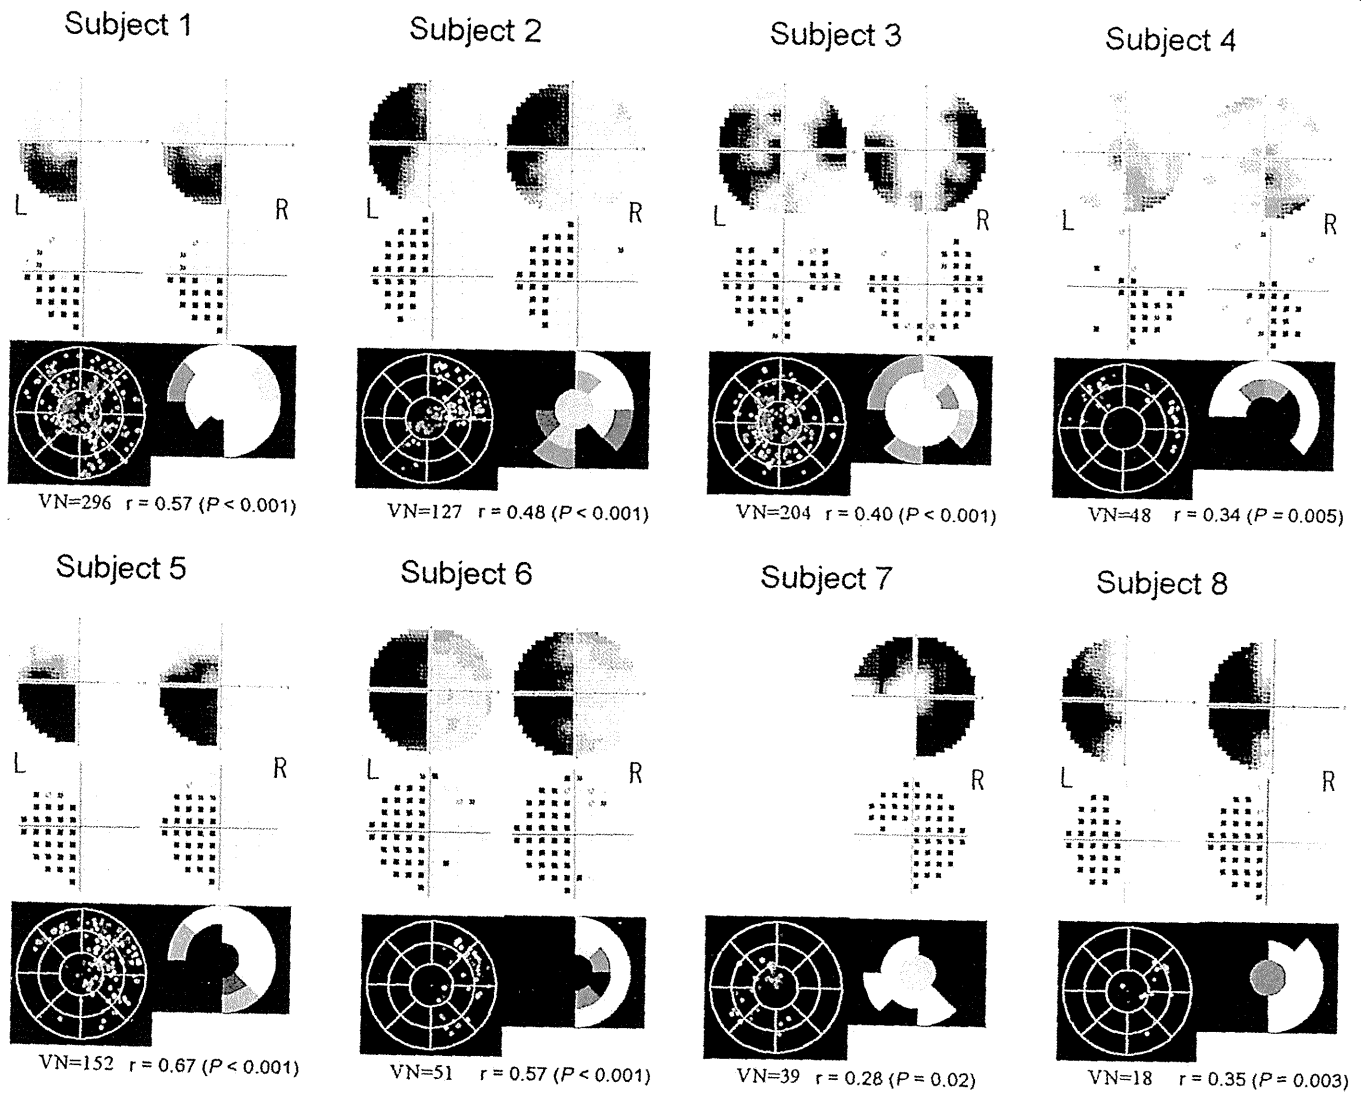 Subject 1
Subject 2
Subject 3
Subject 4
L R
L R
L R
L R
VN=296 r = 0.57 (P < 0.001)
VN=127 r = 0.48 (P < 0.001)
VN=204 r = 0.40 (P < 0.001)
VN=48 r = 0.34 (P = 0.005)
Subject 5
Subject 6
Subject 7
Subject 8
L R
L R
R
L R
VN=152 r = 0.67 (P < 0.001)
VN=51 r = 0.57 (P < 0.001)
VN=39 r = 0.28 (P = 0.02)
VN=18 r = 0.35 (P = 0.003)